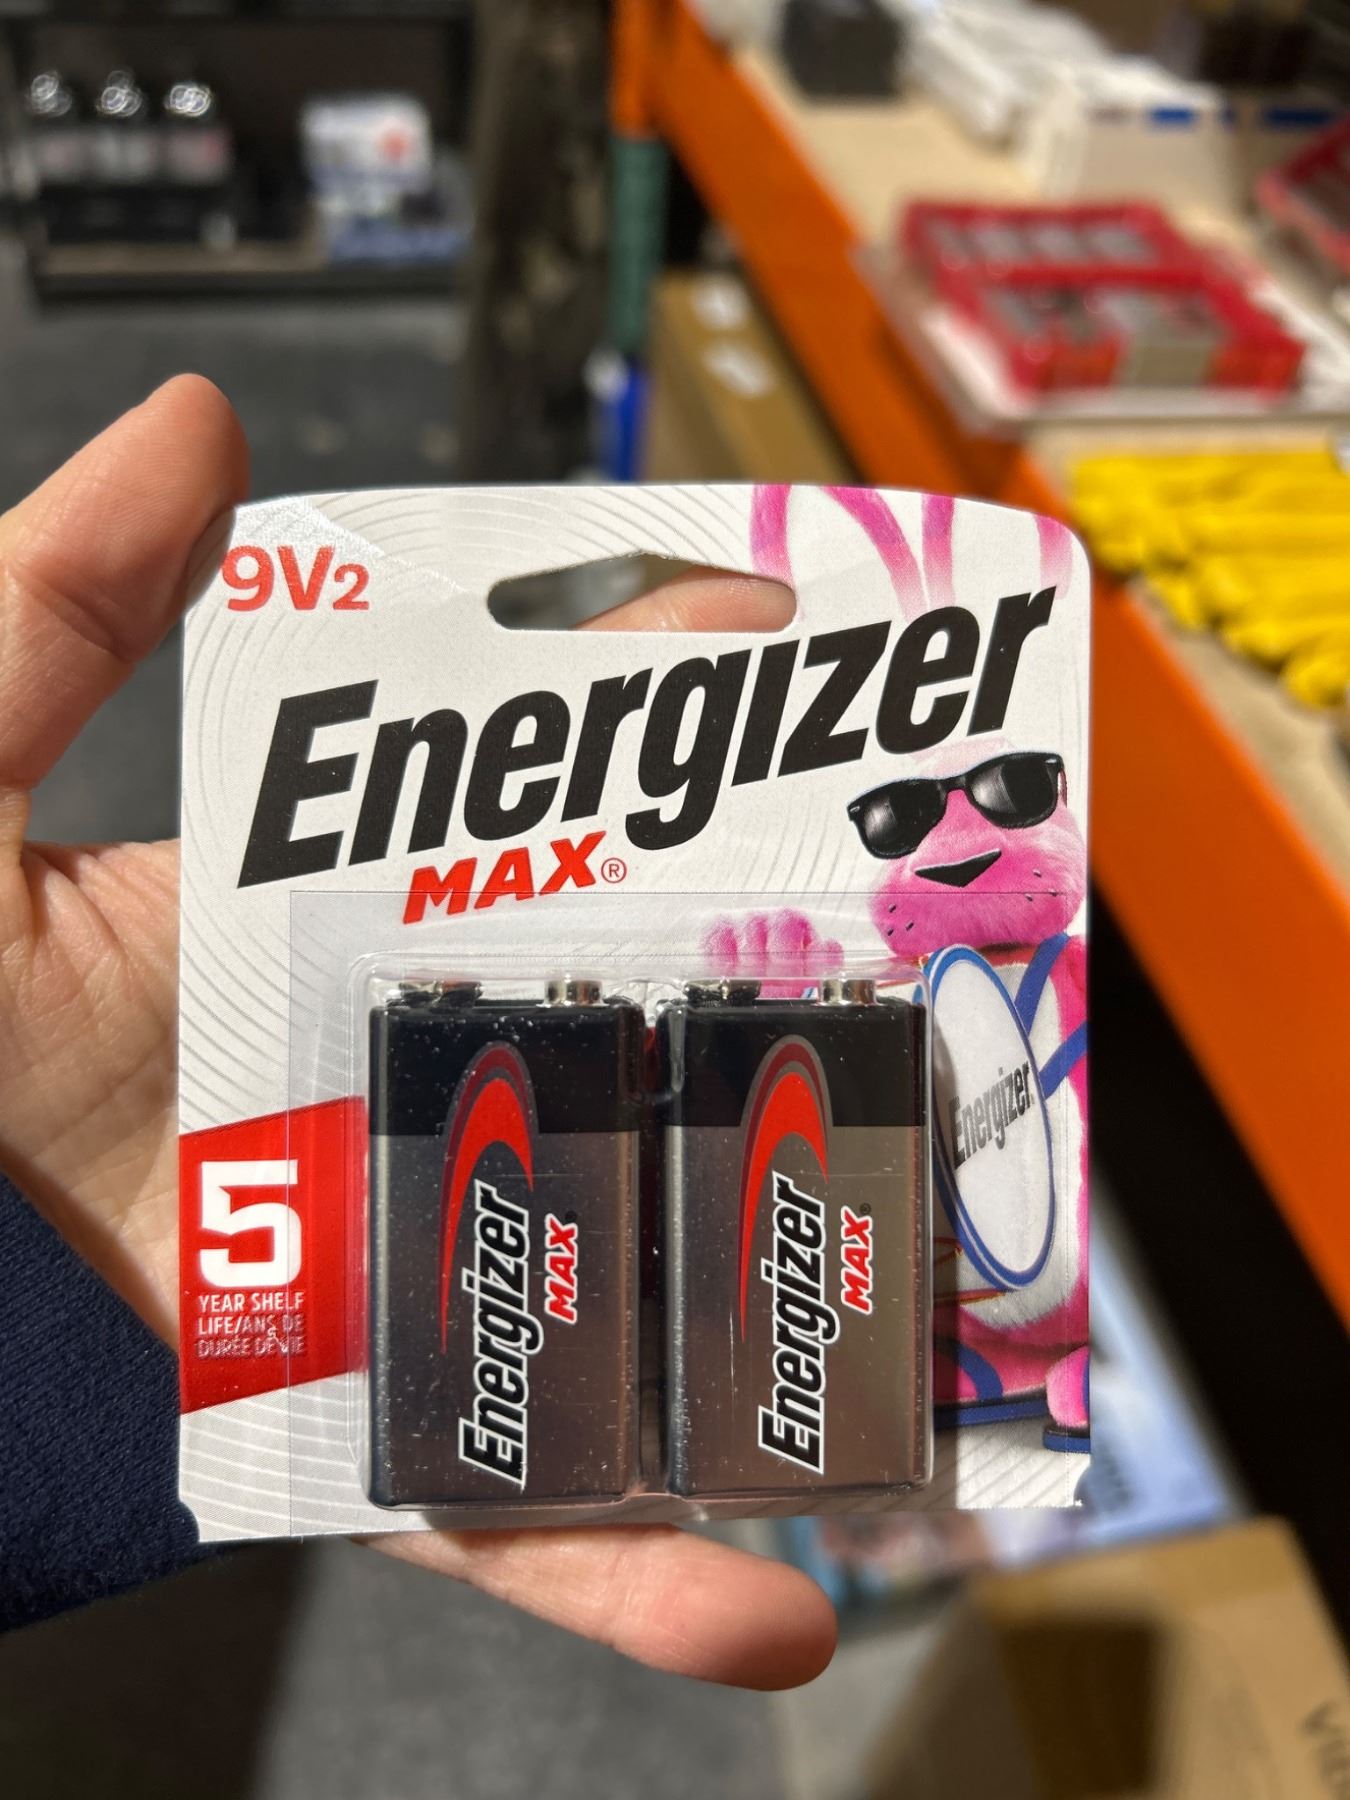 9V2
Energizer
MAX®
Energizer
5
YEAR SHELF
LIFE/ANS DE
DURÉE DE VIE
Energizer
MAX
Energizer
MAX